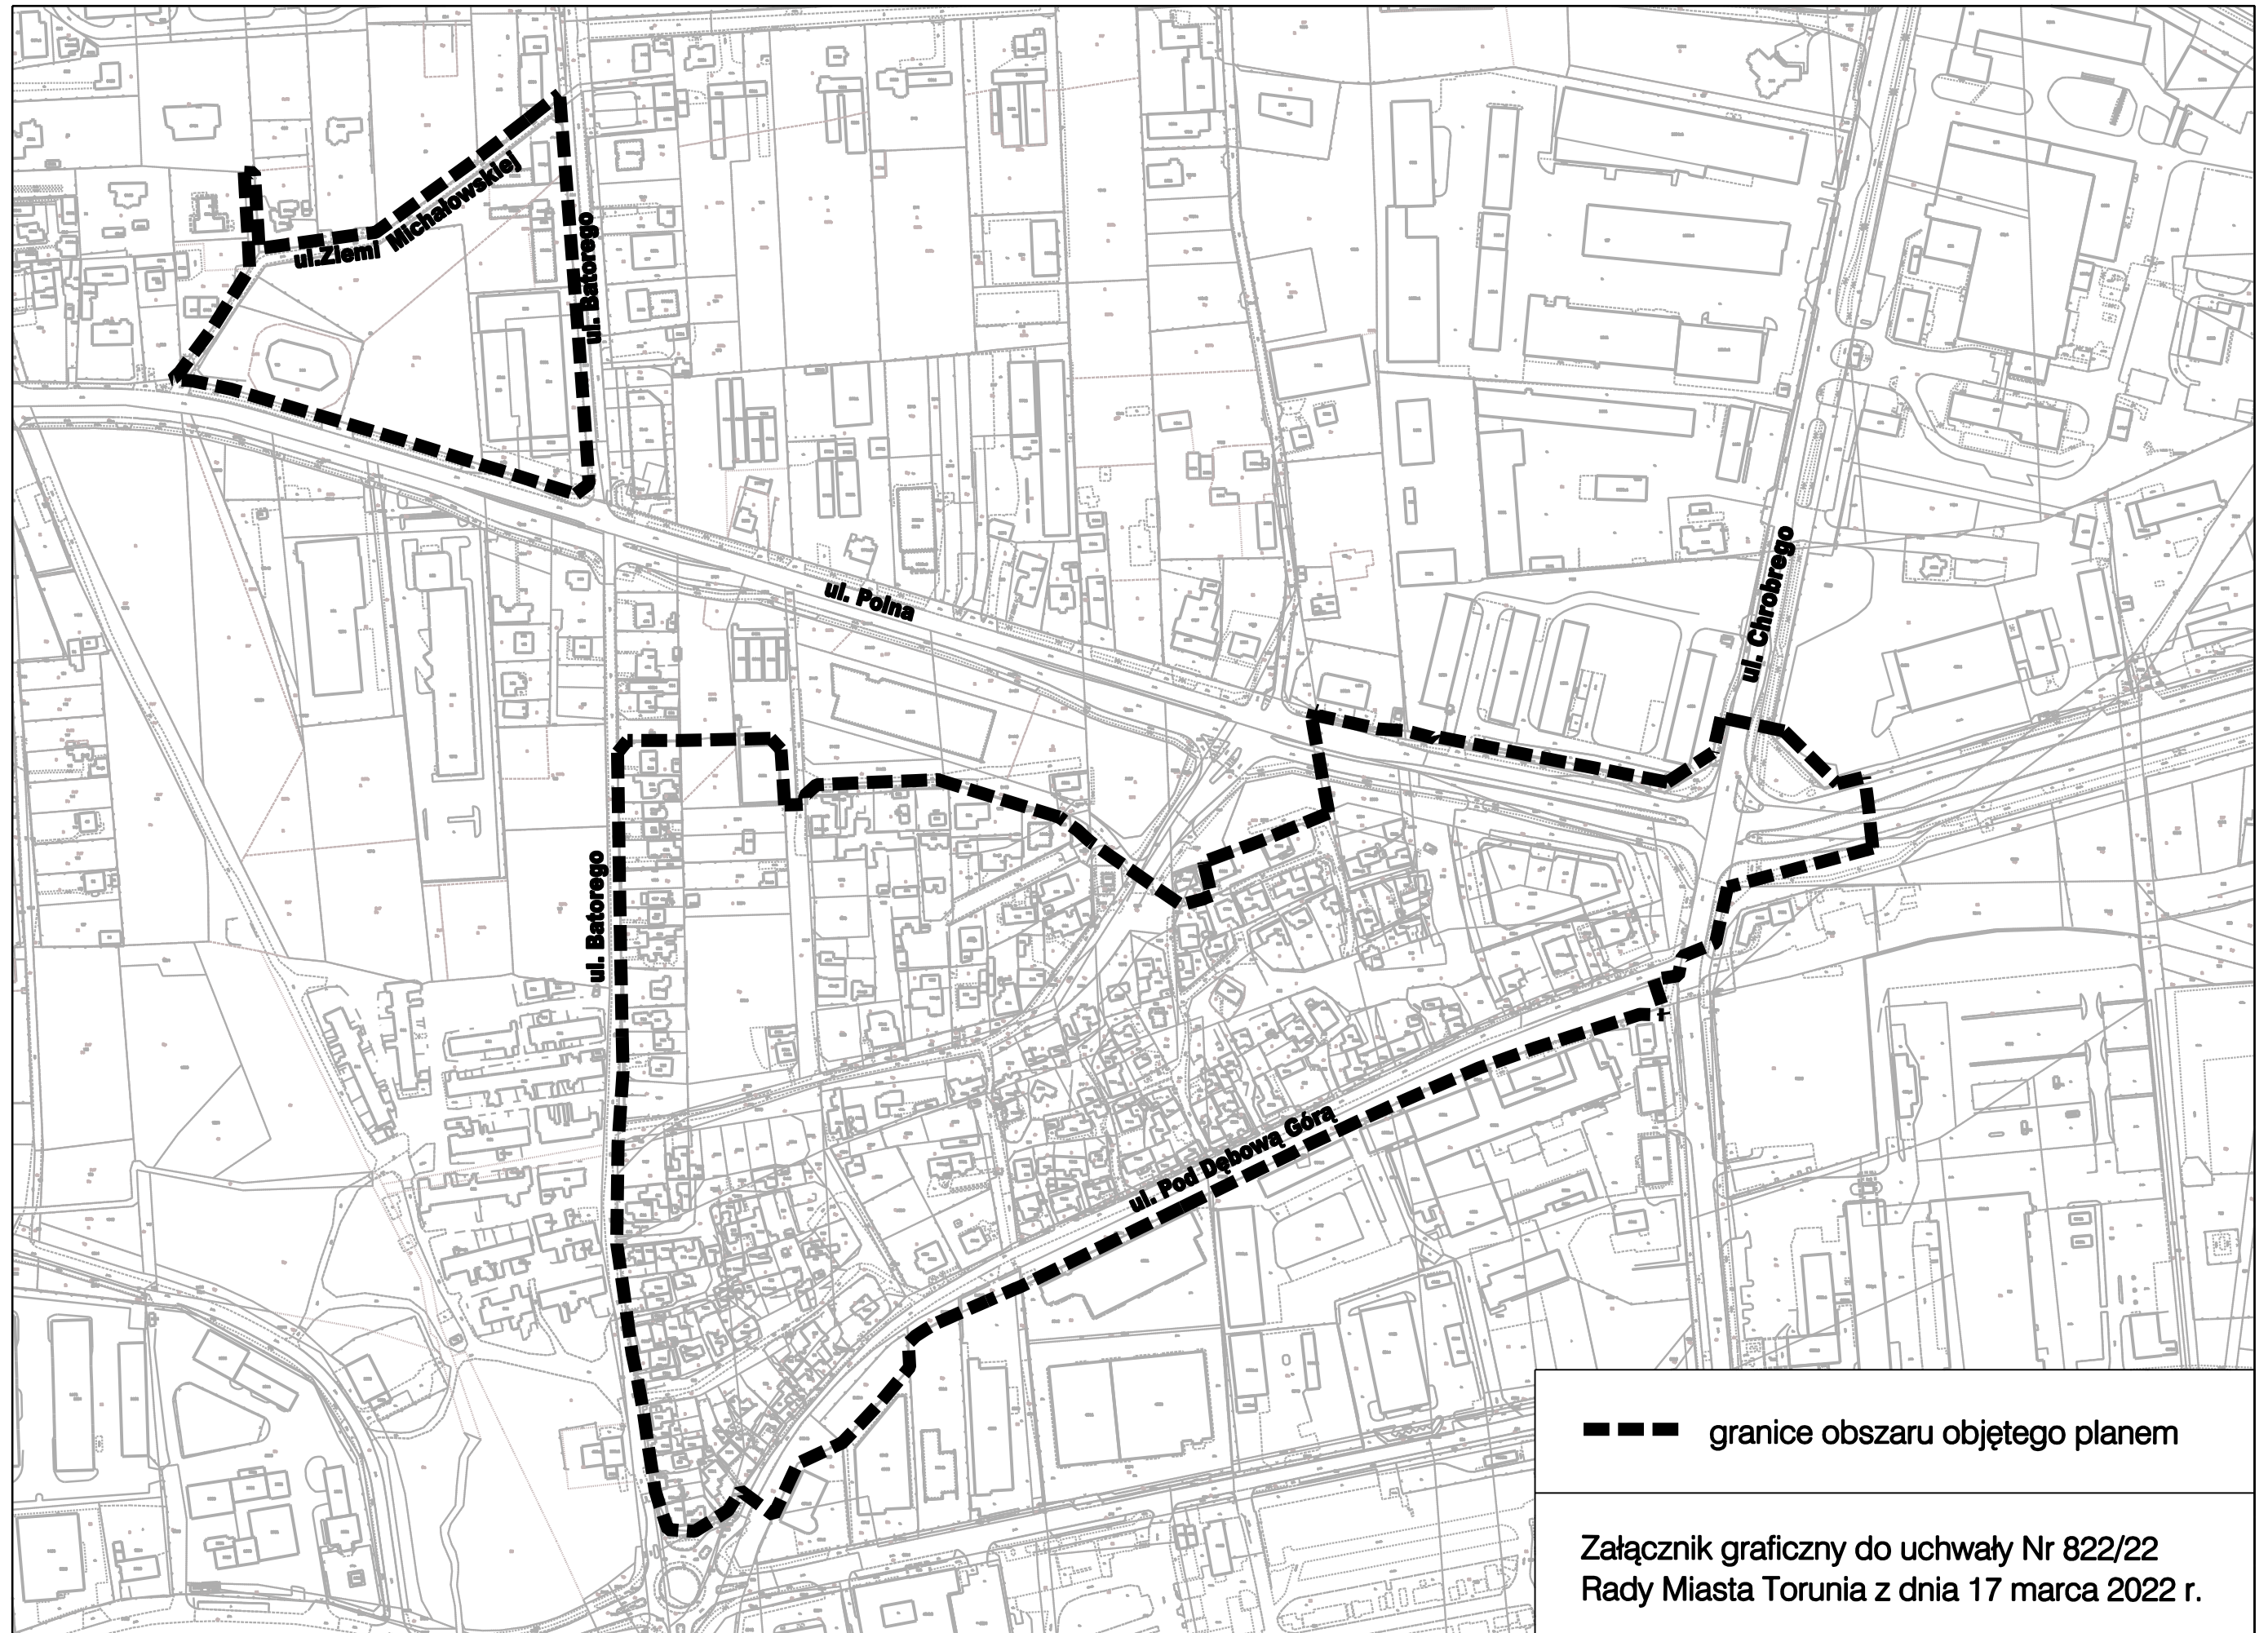 ul.Ziemi Michałowskiej
ul. Batorego
ul. Polna
ul. Chrobrego
ul. Batorego
ul. Pod Dębową Górą
granice obszaru objętego planem
Załącznik graficzny do uchwały Nr 822/22
Rady Miasta Torunia z dnia 17 marca 2022 r.